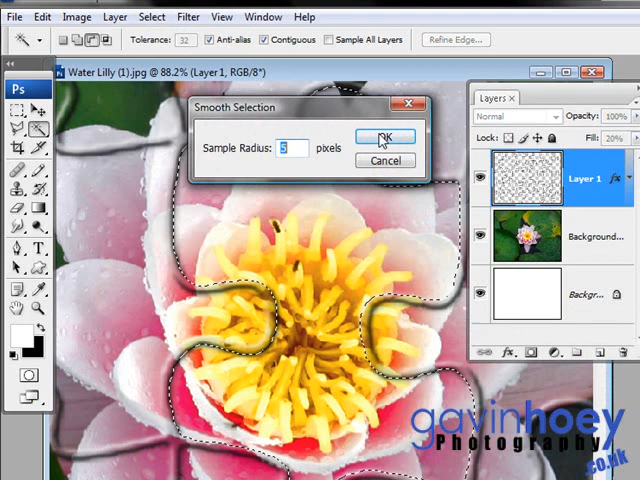 File Edit Image Layer Select Filter View Window Help
Tolerance: 32 Anti-alias Contiguous Sample All Layers Refine Edge...
Ps
Water Lilly (1).jpg @ 88.2% (Layer 1, RGB/8*)
Smooth Selection
Sample Radius: 5 pixels
OK
Cancel
Layers ×
Normal Opacity: 100%
Lock: Fill: 20%
Layer 1 fx
Background...
Backgr...
fx
gavinhoey
Photography
.co.uk